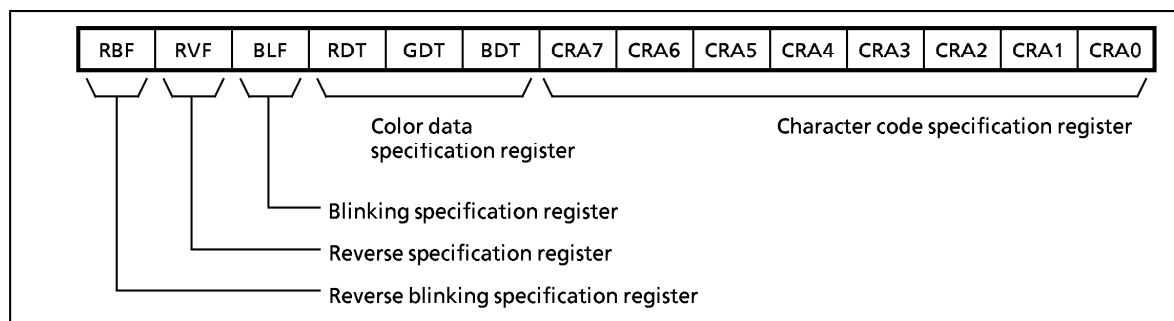 RBF RVF BLF RDT GDT BDT CRA7 CRA6 CRA5 CRA4 CRA3 CRA2 CRA1 CRA0
Color data
specification register
Character code specification register
Blinking specification register
Reverse specification register
Reverse blinking specification register